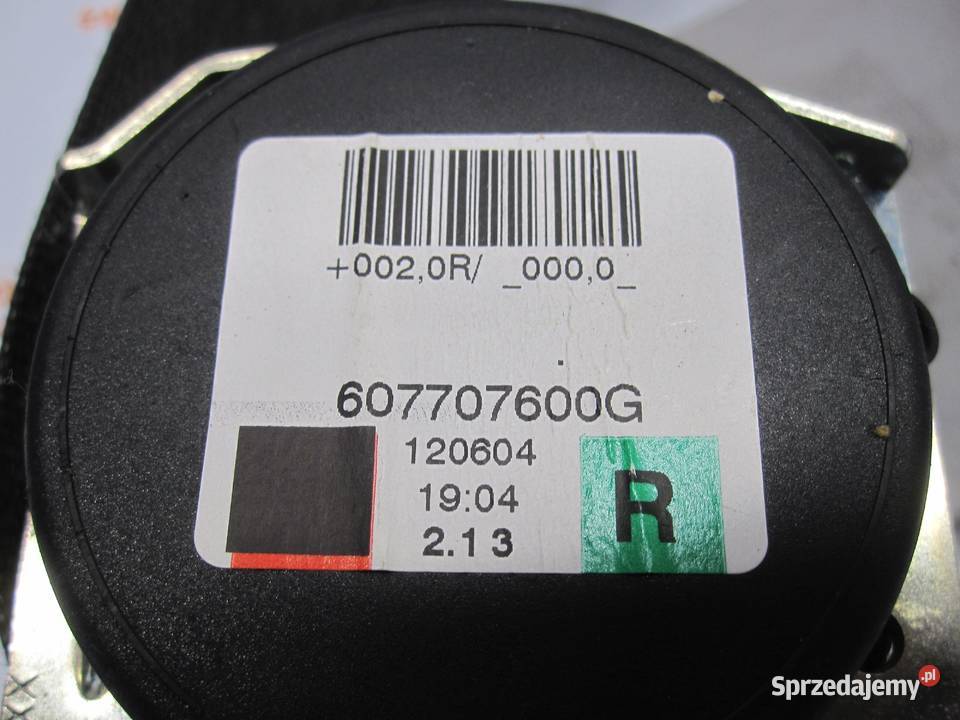 +002,0R/ _000,0_
607707600G
120604
19:04
2.13
R
Sprzedajemy.pl